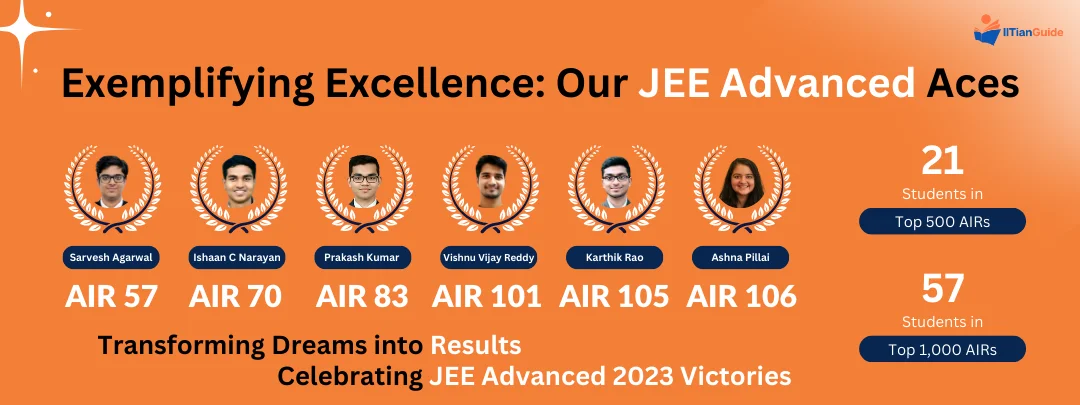 IITianGuide
Exemplifying Excellence: Our JEE Advanced Aces
Sarvesh Agarwal
AIR 57
Ishaan C Narayan
AIR 70
Prakash Kumar
AIR 83
Vishnu Vijay Reddy
AIR 101
Karthik Rao
AIR 105
Ashna Pillai
AIR 106
21
Students in
Top 500 AIRs
57
Students in
Top 1,000 AIRs
Transforming Dreams into Results
Celebrating JEE Advanced 2023 Victories